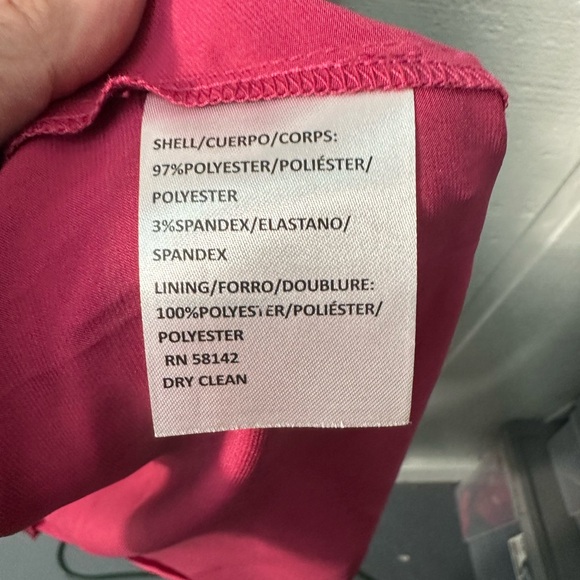 SHELL/CUERPO/CORPS:
97%POLYESTER/POLIÉSTER/
POLYESTER
3%SPANDEX/ELASTANO/
SPANDEX
LINING/FORRO/DOUBLURE:
100%POLYESTER/POLIÉSTER/
POLYESTER
RN 58142
DRY CLEAN